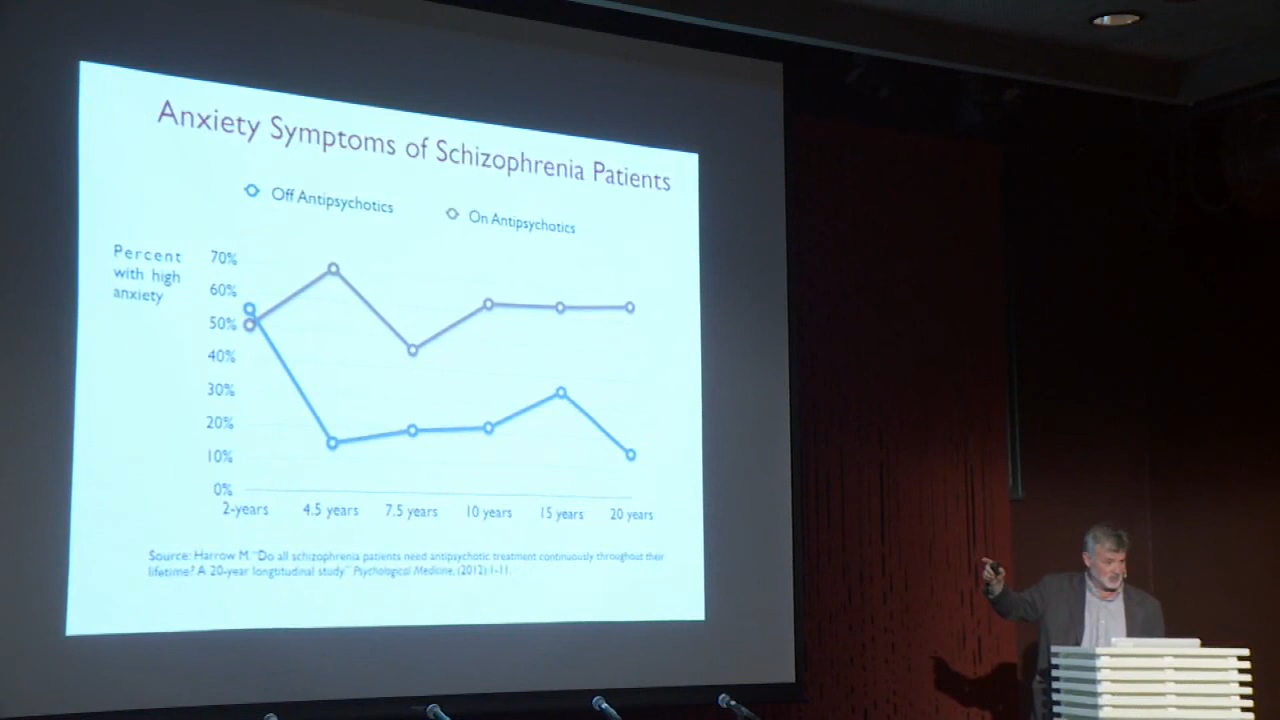 Anxiety Symptoms of Schizophrenia Patients
Off Antipsychotics
On Antipsychotics
Percent
with high
anxiety
70%
60%
50%
40%
30%
20%
10%
0%
2-years
4.5 years
7.5 years
10 years
15 years
20 years
Source: Harrow M. "Do all schizophrenia patients need antipsychotic treatment continuously throughout their
lifetime? A 20-year longtitudinal study." Psychological Medicine, (2012):1-11.